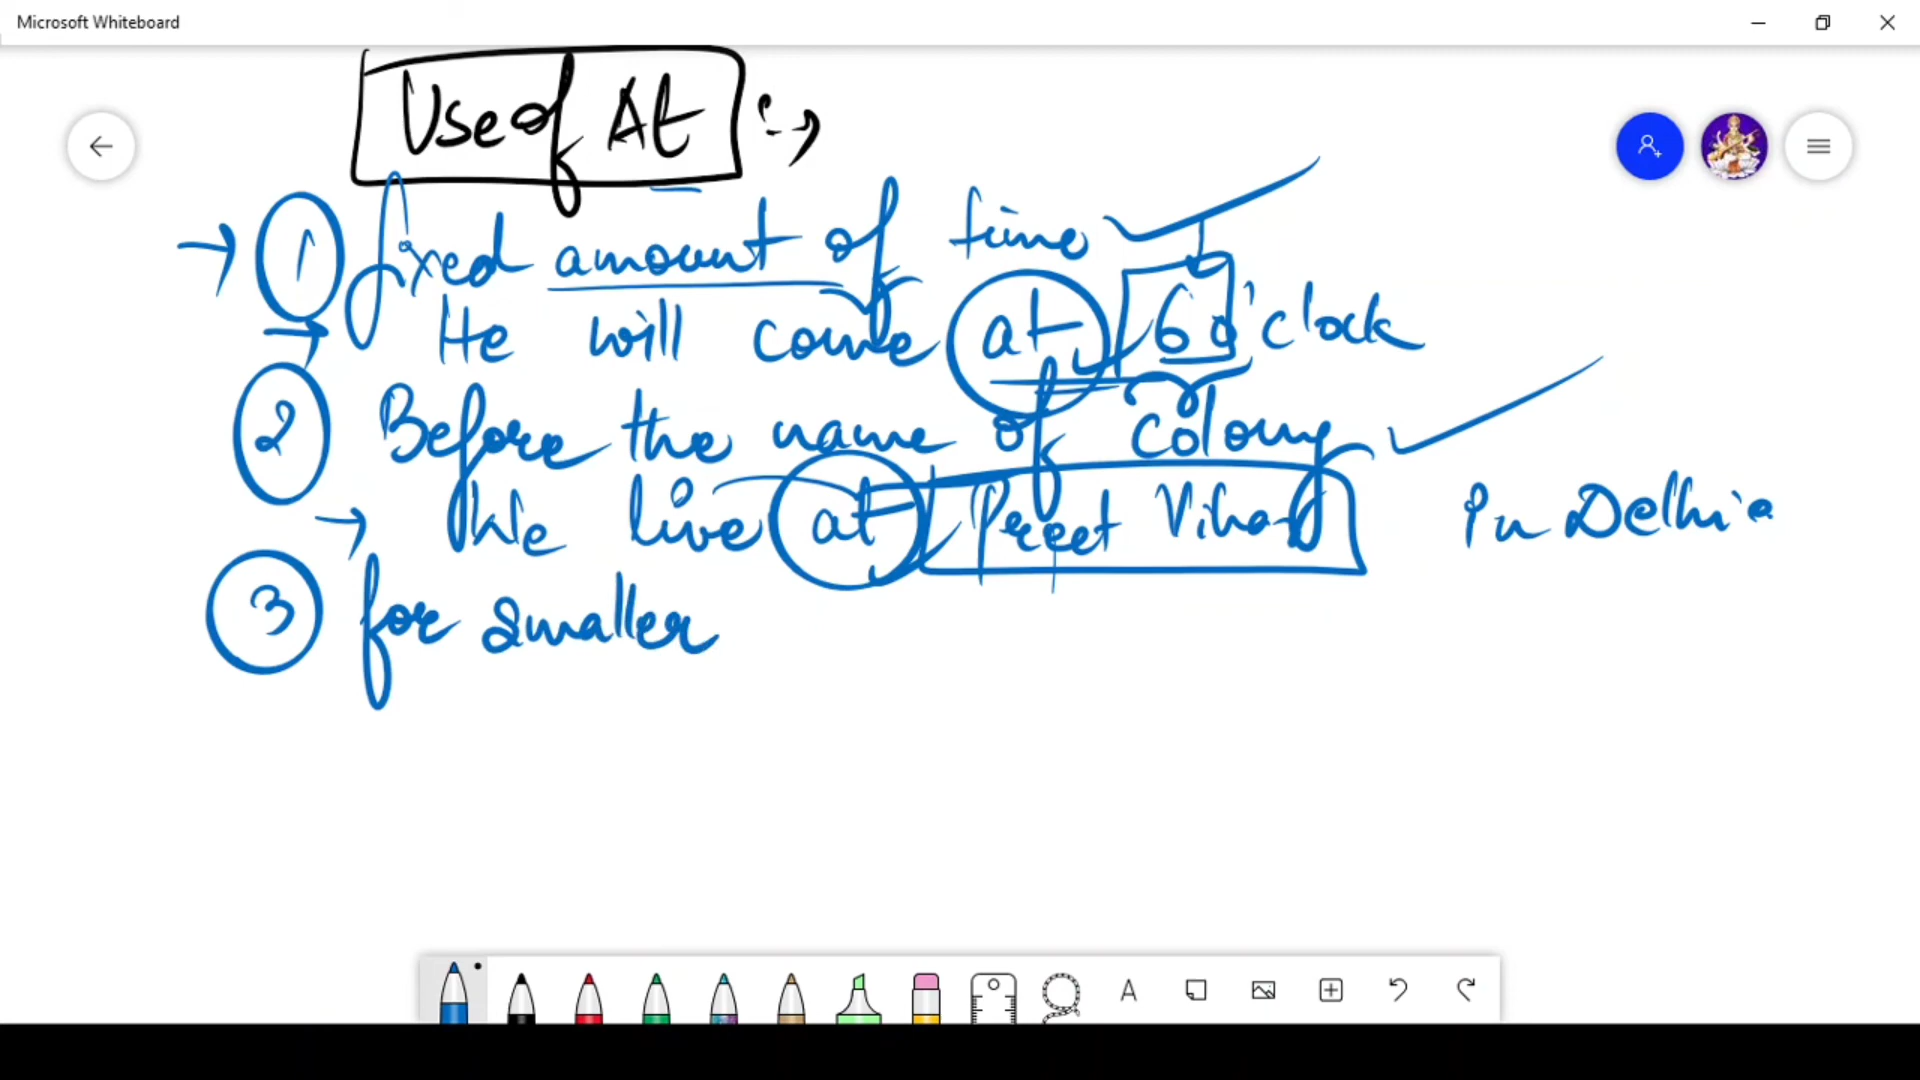 Microsoft Whiteboard
Use of At :→
→ 1 fixed amount of time
He will come at 6 o'clock
2 Before the name of colony
→ We live at Preet Vihar in Delhi.
3 for smaller